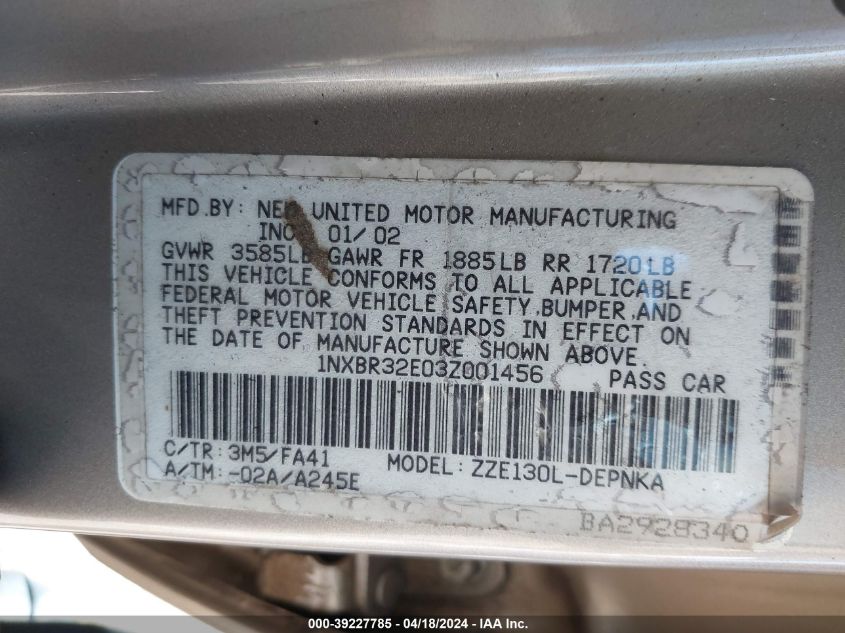 MFD.BY: NEW UNITED MOTOR MANUFACTURING
INC. 01/02
GVWR 3585LB GAWR FR 1885LB RR 1720LB
THIS VEHICLE CONFORMS TO ALL APPLICABLE
FEDERAL MOTOR VEHICLE SAFETY,BUMPER,AND
THEFT PREVENTION STANDARDS IN EFFECT ON
THE DATE OF MANUFACTURE SHOWN ABOVE.
1NXBR32E03Z001456 PASS CAR
C/TR:3M5/FA41 MODEL:ZZE130L-DEPNKA
A/TM:-02A/A245E
BA2928340
000-39227785 - 04/18/2024 - IAAI.com